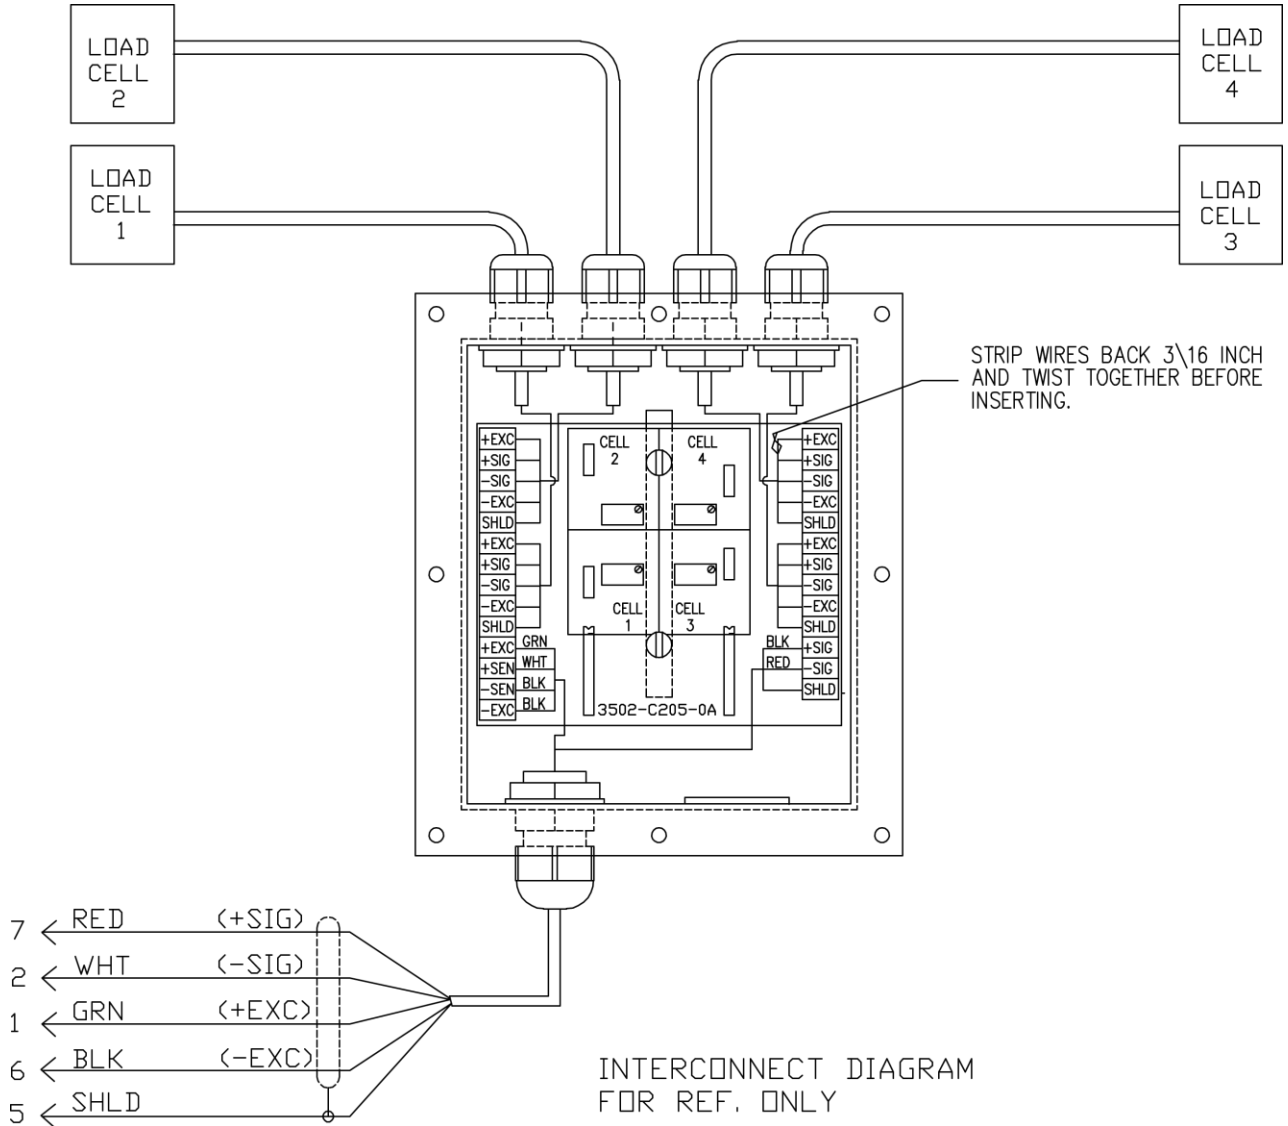 LOAD
CELL
2
LOAD
CELL
4
LOAD
CELL
1
LOAD
CELL
3
STRIP WIRES BACK 3\16 INCH
AND TWIST TOGETHER BEFORE
INSERTING.
+EXC
+SIG
-SIG
-EXC
SHLD
+EXC
+SIG
-SIG
-EXC
SHLD
+EXC GRN
+SEN WHT
-SEN BLK
-EXC BLK
CELL
2
CELL
4
CELL
1
CELL
3
3502-C205-0A
+EXC
+SIG
-SIG
-EXC
SHLD
+EXC
+SIG
-SIG
-EXC
SHLD
BLK +SIG
RED -SIG
SHLD
7 RED (+SIG)
2 WHT (-SIG)
1 GRN (+EXC)
6 BLK (-EXC)
5 SHLD
INTERCONNECT DIAGRAM
FOR REF. ONLY